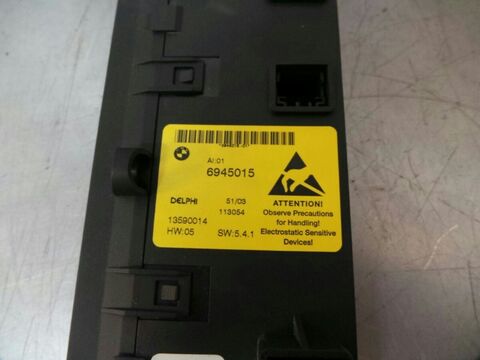 AI:01
6945015
DELPHI
51/03
113054
13590014
HW:05
SW:5.4.1
ATTENTION!
Observe Precautions
for Handling!
Electrostatic Sensitive
Devices!